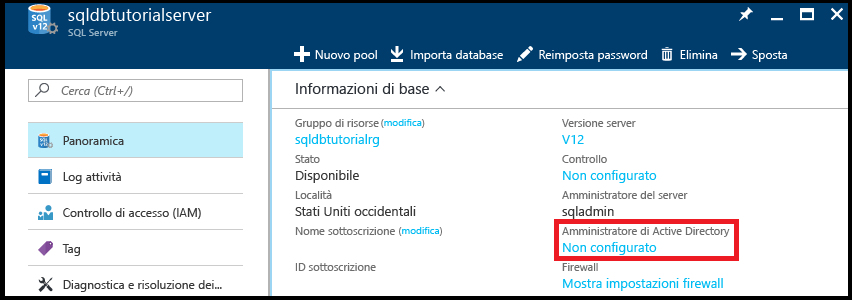 sqldbtutorialserver
SQL Server
SQL
v12
Nuovo pool
Importa database
Reimposta password
Elimina
Sposta
Cerca (Ctrl+/)
Panoramica
Log attività
Controllo di accesso (IAM)
Tag
Diagnostica e risoluzione dei...
Informazioni di base
Gruppo di risorse (modifica)
sqldbtutorialrg
Stato
Disponibile
Località
Stati Uniti occidentali
Nome sottoscrizione (modifica)
ID sottoscrizione
Versione server
V12
Controllo
Non configurato
Amministratore del server
sqladmin
Amministratore di Active Directory
Non configurato
Firewall
Mostra impostazioni firewall